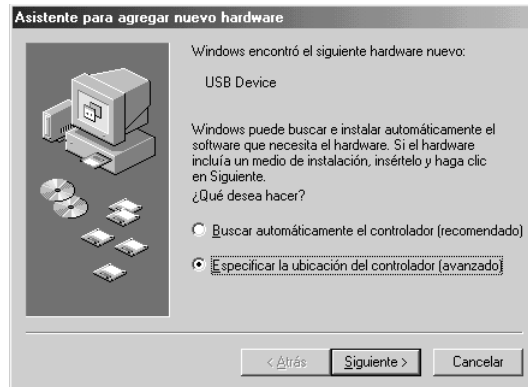 Asistente para agregar nuevo hardware
Windows encontró el siguiente hardware nuevo:
USB Device
Windows puede buscar e instalar automáticamente el
software que necesita el hardware. Si el hardware
incluía un medio de instalación, insértelo y haga clic
en Siguiente.
¿Qué desea hacer?
Buscar automáticamente el controlador (recomendado)
Especificar la ubicación del controlador (avanzado)
< Atrás Siguiente > Cancelar